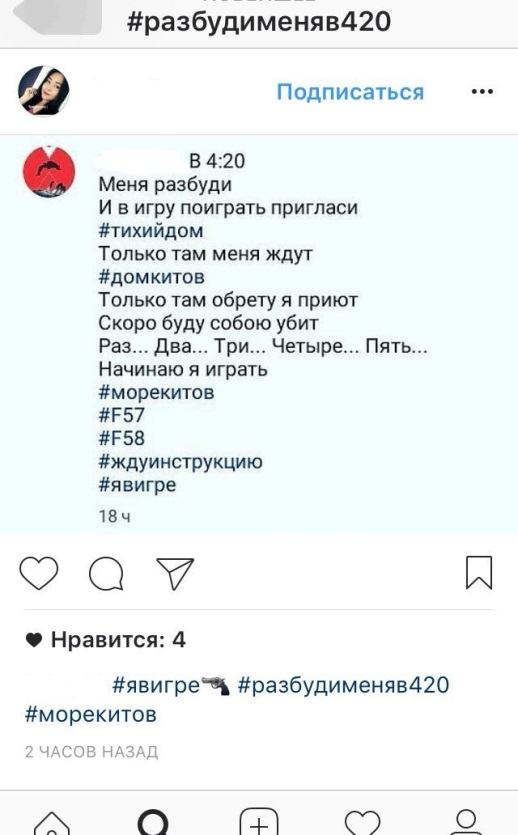 #разбудименяв420
Подписаться
В 4:20
Меня разбуди
И в игру поиграть пригласи
#тихийдом
Только там меня ждут
#домкитов
Только там обрету я приют
Скоро буду собою убит
Раз... Два... Три... Четыре... Пять...
Начинаю я играть
#морекитов
#F57
#F58
#ждуинструкцию
#явигре
18 ч
Нравится: 4
#явигре #разбудименяв420
#морекитов
2 ЧАСОВ НАЗАД